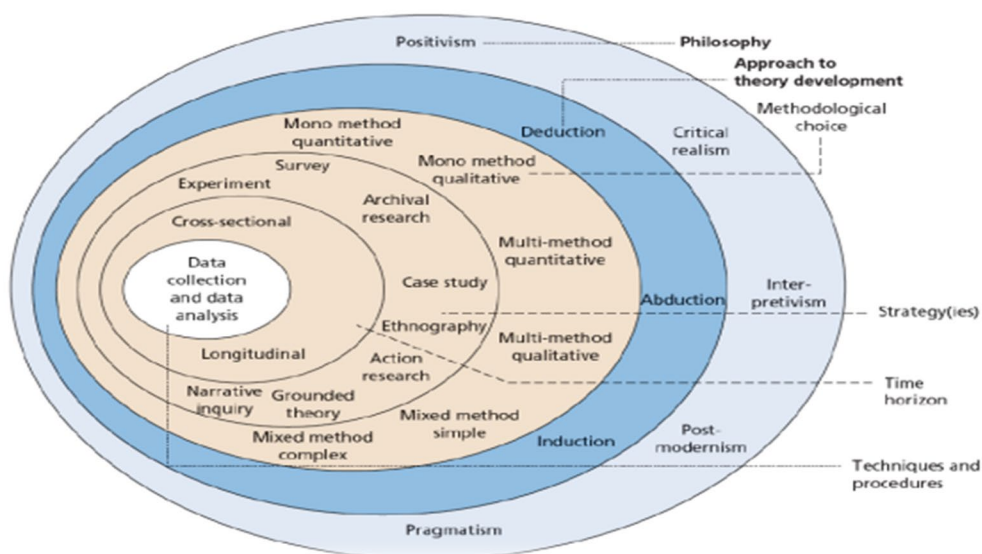 Positivism
Philosophy
Approach to
theory development
Methodological
choice
Deduction
Critical
realism
Mono method
quantitative
Mono method
qualitative
Survey
Experiment
Archival
research
Cross-sectional
Multi-method
quantitative
Data
collection
and data
analysis
Case study
Abduction
Inter-
pretivism
Strategy(ies)
Ethnography
Multi-method
qualitative
Longitudinal
Action
research
Time
horizon
Narrative
inquiry
Grounded
theory
Mixed method
simple
Mixed method
complex
Induction
Post-
modernism
Techniques and
procedures
Pragmatism